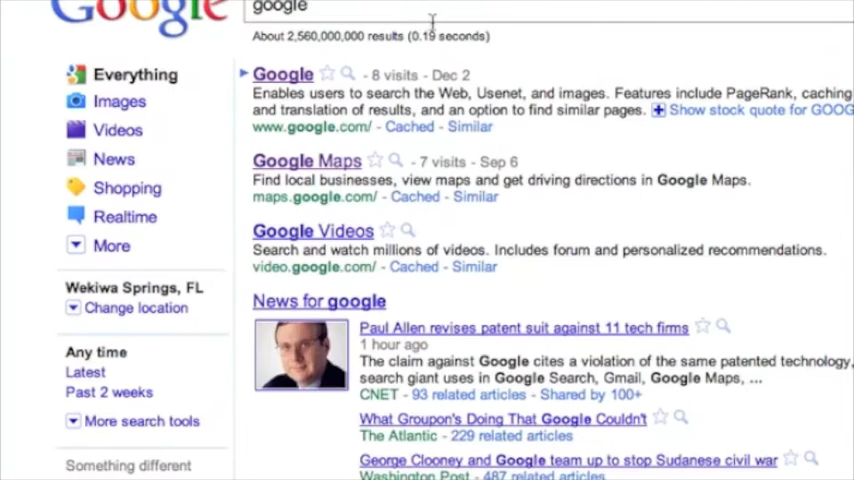 Google
google
About 2,560,000,000 results (0.19 seconds)
Everything
Images
Videos
News
Shopping
Realtime
More
Wekiwa Springs, FL
Change location
Any time
Latest
Past 2 weeks
More search tools
Something different
Google - 8 visits - Dec 2
Enables users to search the Web, Usenet, and images. Features include PageRank, caching
and translation of results, and an option to find similar pages. Show stock quote for GOOG
www.google.com/ - Cached - Similar
Google Maps - 7 visits - Sep 6
Find local businesses, view maps and get driving directions in Google Maps.
maps.google.com/ - Cached - Similar
Google Videos
Search and watch millions of videos. Includes forum and personalized recommendations.
video.google.com/ - Cached - Similar
News for google
Paul Allen revises patent suit against 11 tech firms
1 hour ago
The claim against Google cites a violation of the same patented technology,
search giant uses in Google Search, Gmail, Google Maps, ...
CNET - 93 related articles - Shared by 100+
What Groupon's Doing That Google Couldn't
The Atlantic - 229 related articles
George Clooney and Google team up to stop Sudanese civil war
Washington Post - 487 related articles